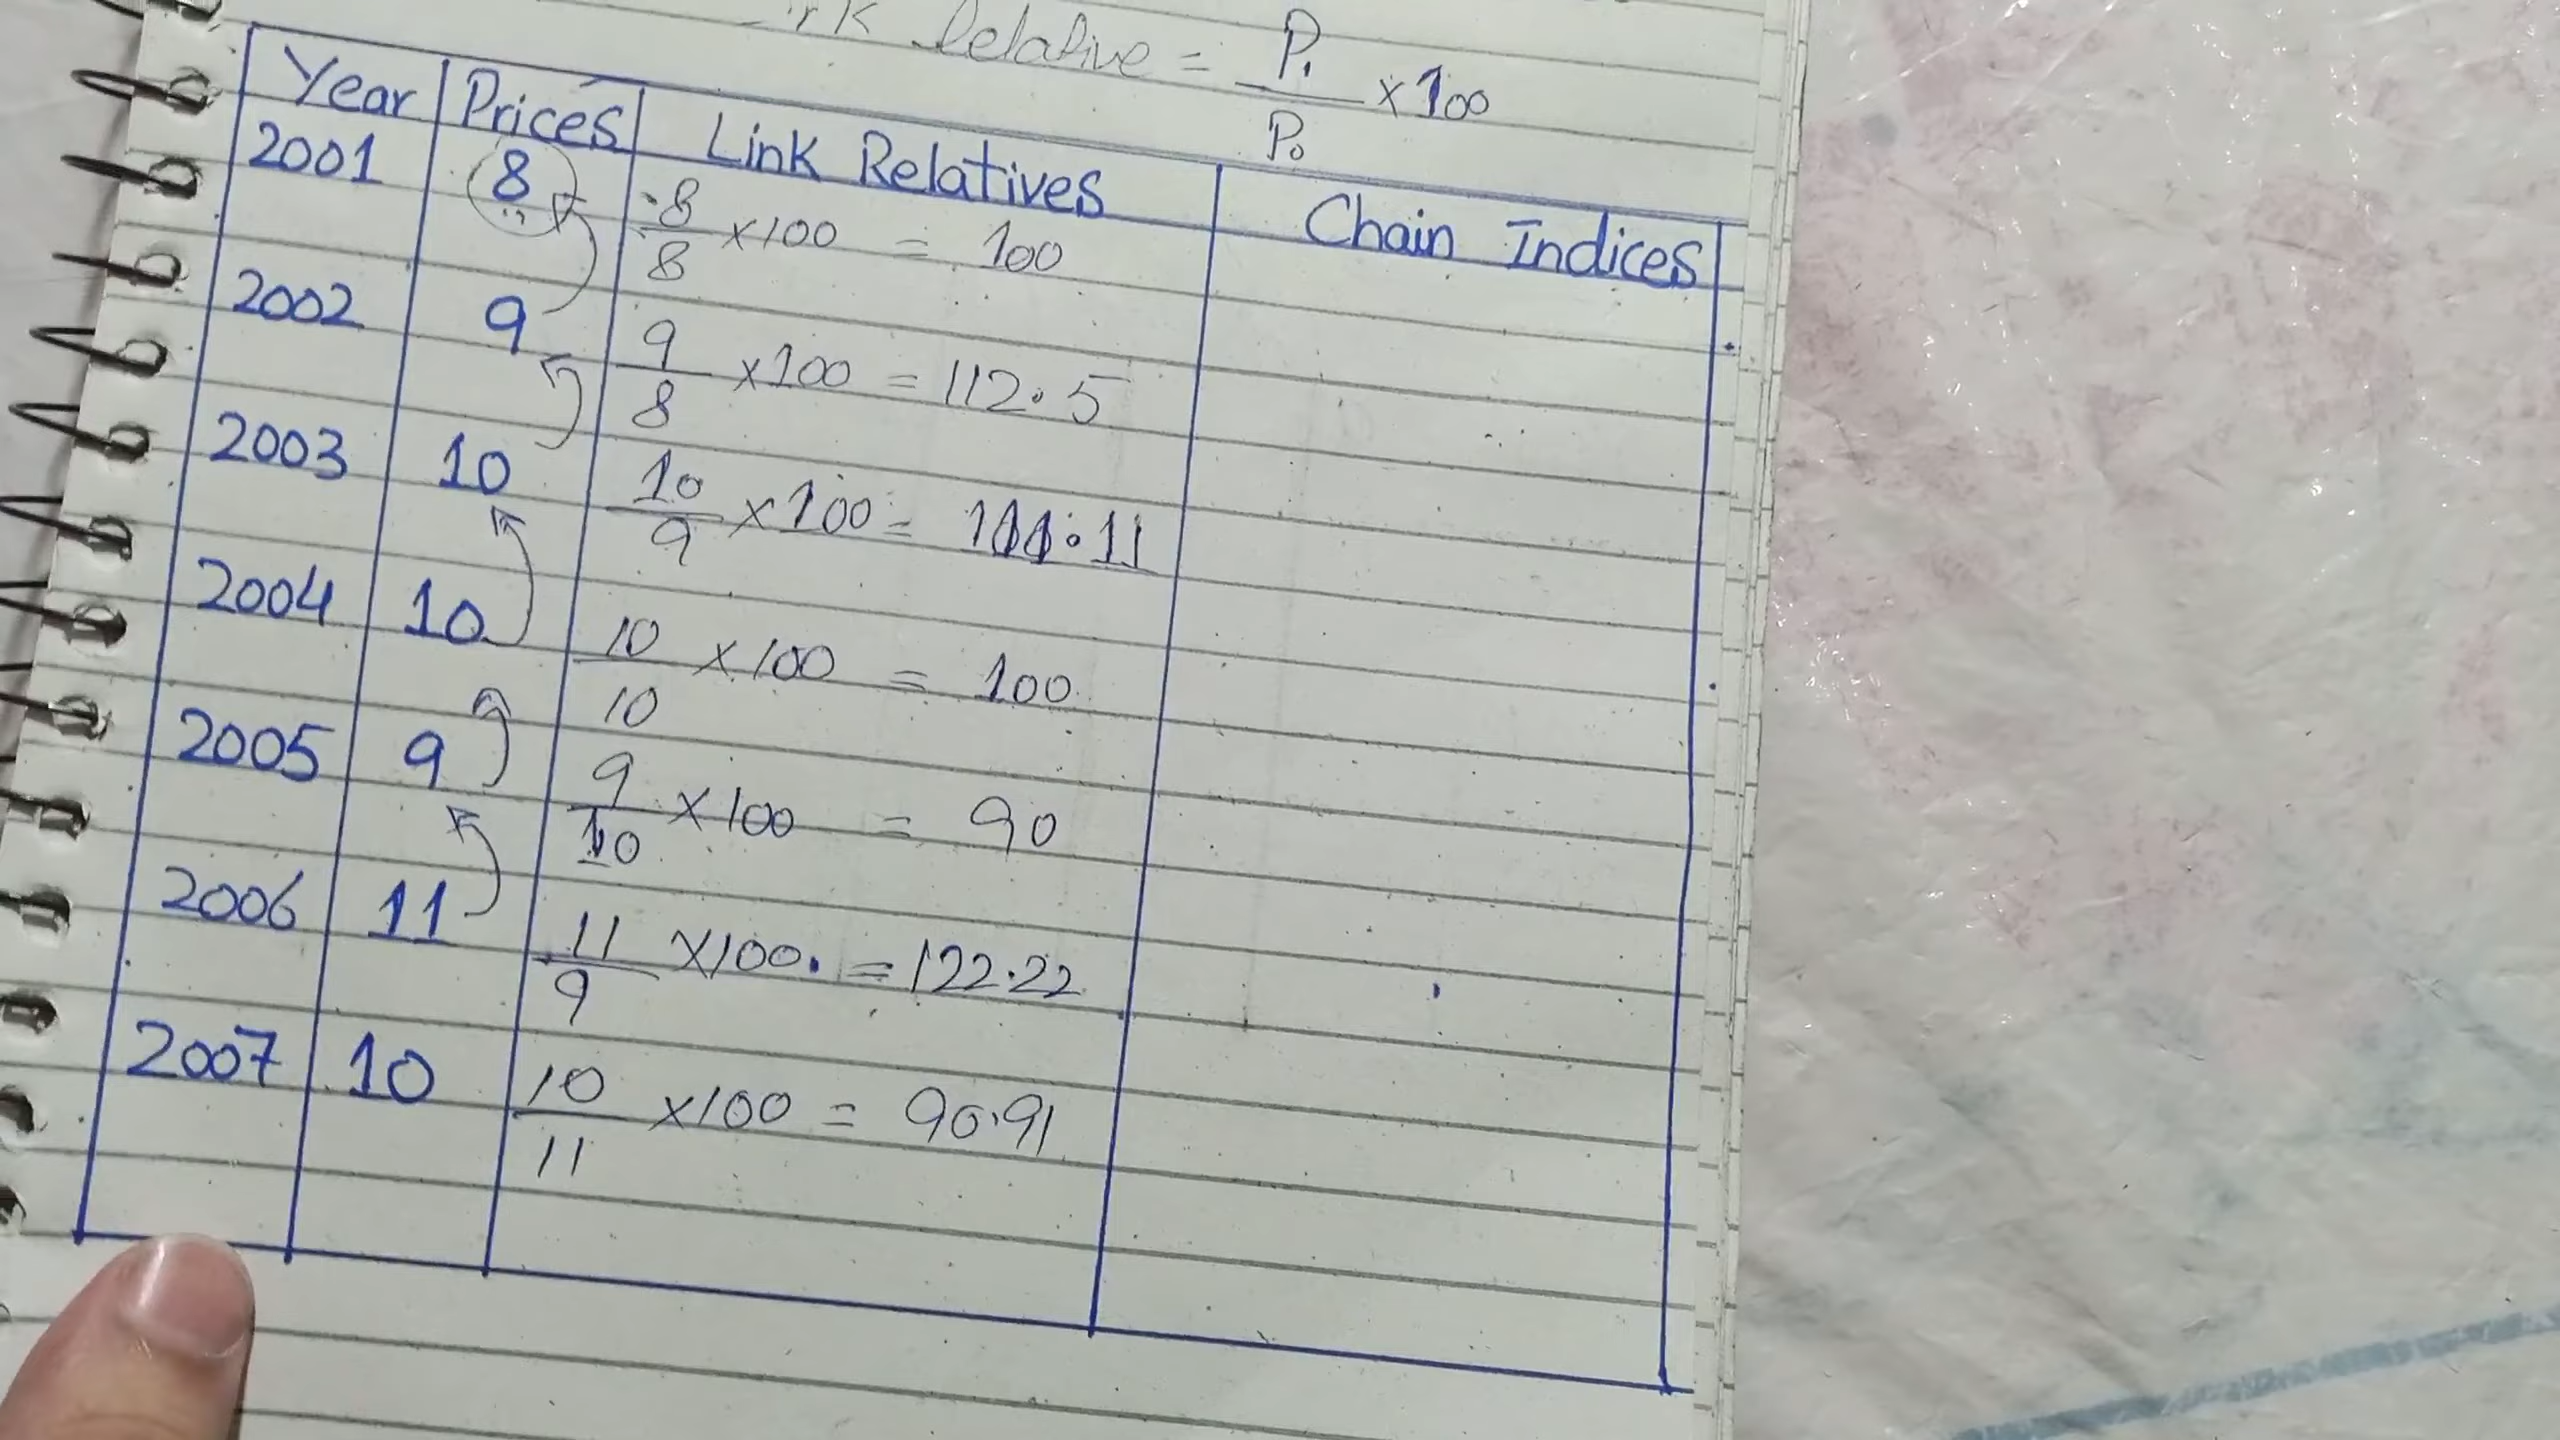 Link Relative = P₁ / P₀ × 100
Year Prices Link Relatives Chain Indices
2001 8 8/8 ×100 = 100
2002 9 9/8 ×100 = 112.5
2003 10 10/9 ×100 = 111.11
2004 10 10/10 ×100 = 100
2005 9 9/10 ×100 = 90
2006 11 11/9 ×100 = 122.22
2007 10 10/11 ×100 = 90.91